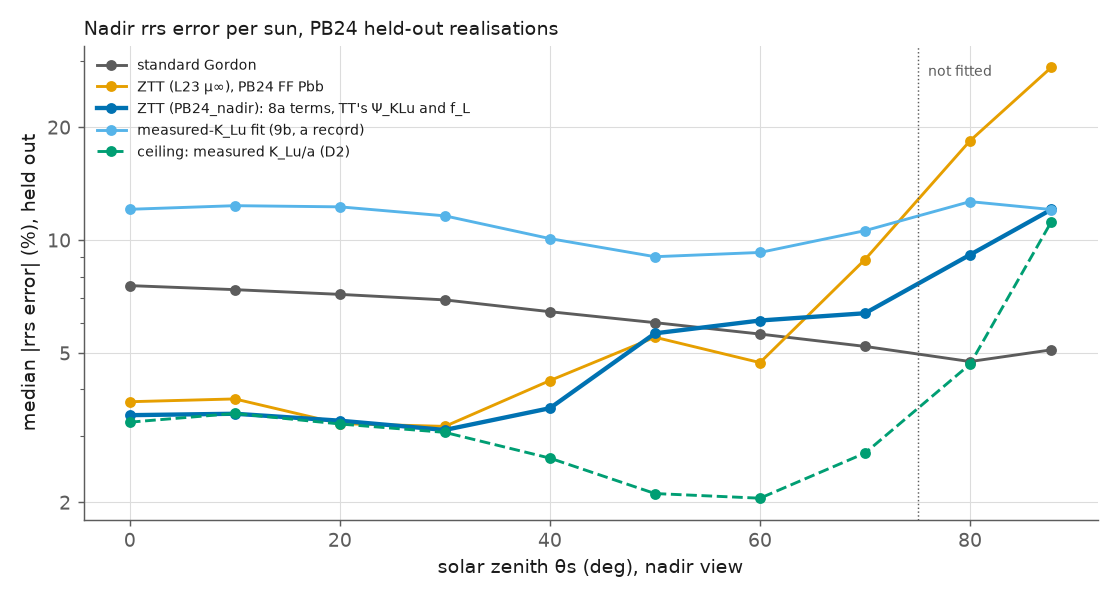 Nadir rrs error per sun, PB24 held-out realisations
standard Gordon
ZTT (L23 μ∞), PB24 FF Pbb
ZTT (PB24_nadir): 8a terms, TT's Ψ_KLu and f_L
measured-K_Lu fit (9b, a record)
ceiling: measured K_Lu/a (D2)
not fitted
median |rrs error| (%), held out
20
10
5
2
0
20
40
60
80
solar zenith θs (deg), nadir view